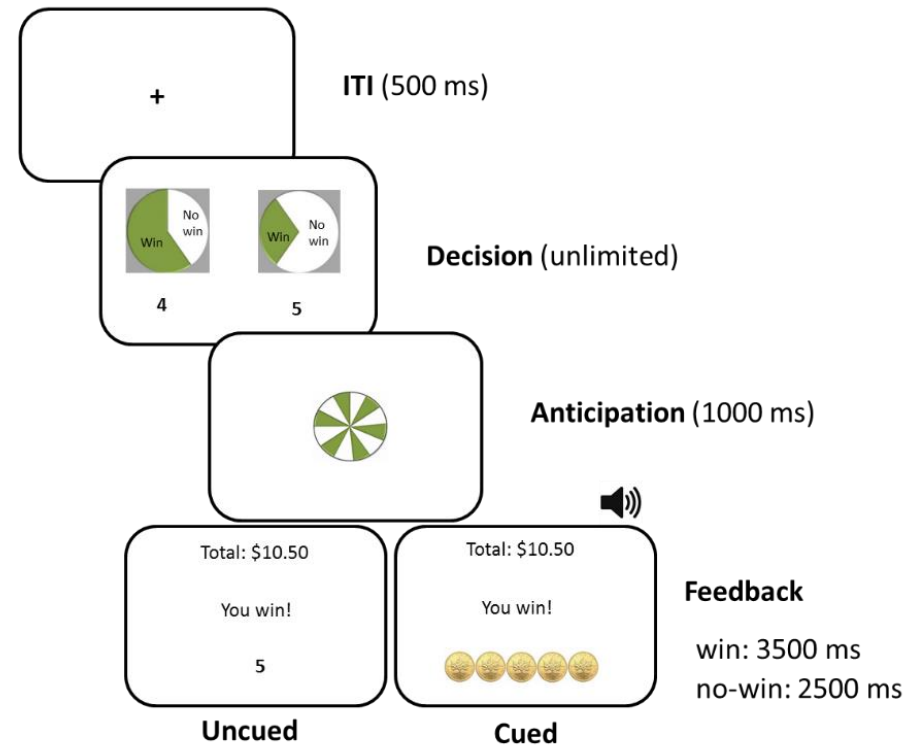 +
ITI (500 ms)
Win
No
win
Win
No
win
4
5
Decision (unlimited)
Anticipation (1000 ms)
Total: $10.50
You win!
5
Total: $10.50
You win!
Feedback
win: 3500 ms
no-win: 2500 ms
Uncued
Cued